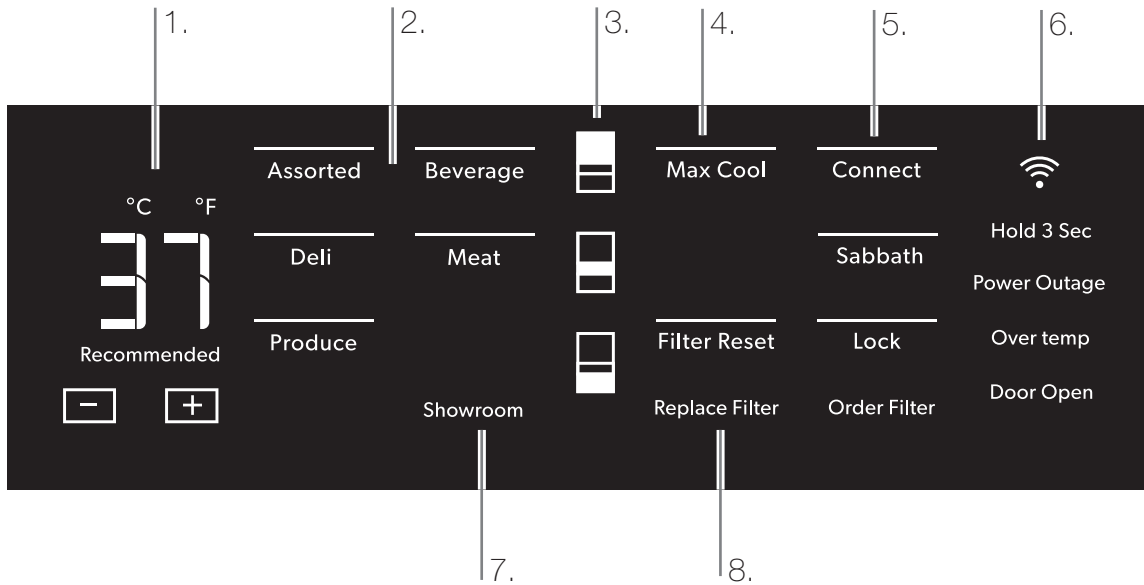 1.
2.
3.
4.
5.
6.
Assorted
Beverage
Max Cool
Connect
°C °F
37
Deli
Meat
Sabbath
Hold 3 Sec
Power Outage
Recommended
Produce
Filter Reset
Lock
Over temp
Door Open
- +
Showroom
Replace Filter
Order Filter
7.
8.